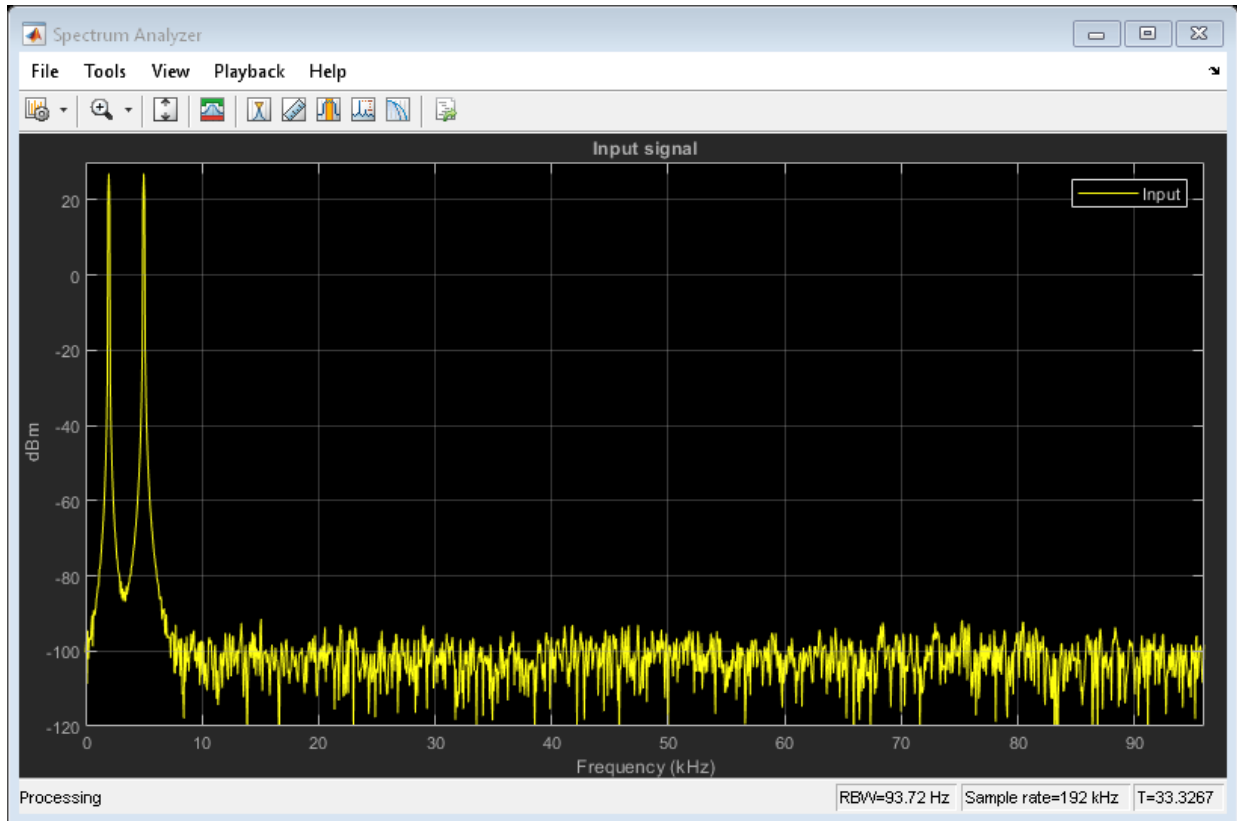 Spectrum Analyzer
File Tools View Playback Help
Input signal
Input
20
0
-20
-40
-60
-80
-100
-120
dBm
0 10 20 30 40 50 60 70 80 90
Frequency (kHz)
Processing RBW=93.72 Hz Sample rate=192 kHz T=33.3267